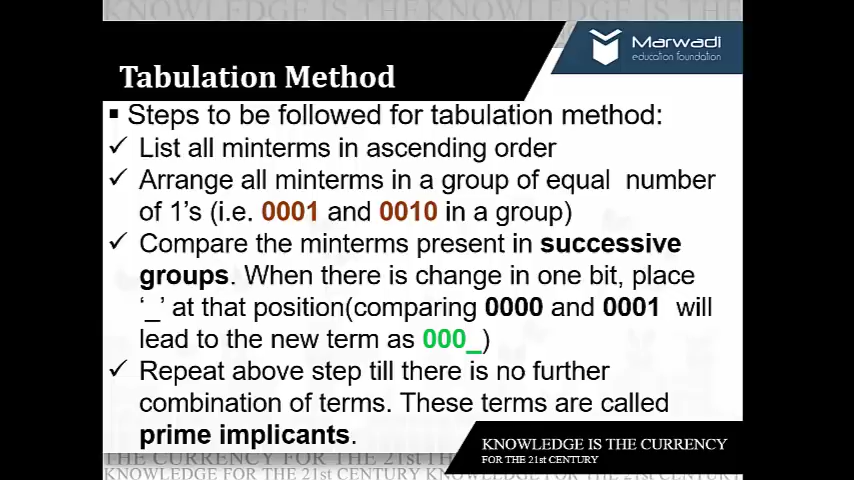 KNOWLEDGE IS THE CURRENCY KNOWLEDGE IS THE
Marwadi
education foundation
Tabulation Method
▪ Steps to be followed for tabulation method:
✓ List all minterms in ascending order
✓ Arrange all minterms in a group of equal number
of 1’s (i.e. 0001 and 0010 in a group)
✓ Compare the minterms present in successive
groups. When there is change in one bit, place
‘_’ at that position(comparing 0000 and 0001 will
lead to the new term as 000_)
✓ Repeat above step till there is no further
combination of terms. These terms are called
prime implicants.
KNOWLEDGE IS THE CURRENCY
FOR THE 21st CENTURY
THE CURRENCY FOR THE 21st CENTURY
KNOWLEDGE FOR THE 21st CENTURY KNOWLEDGE FOR THE 21st CENTURY